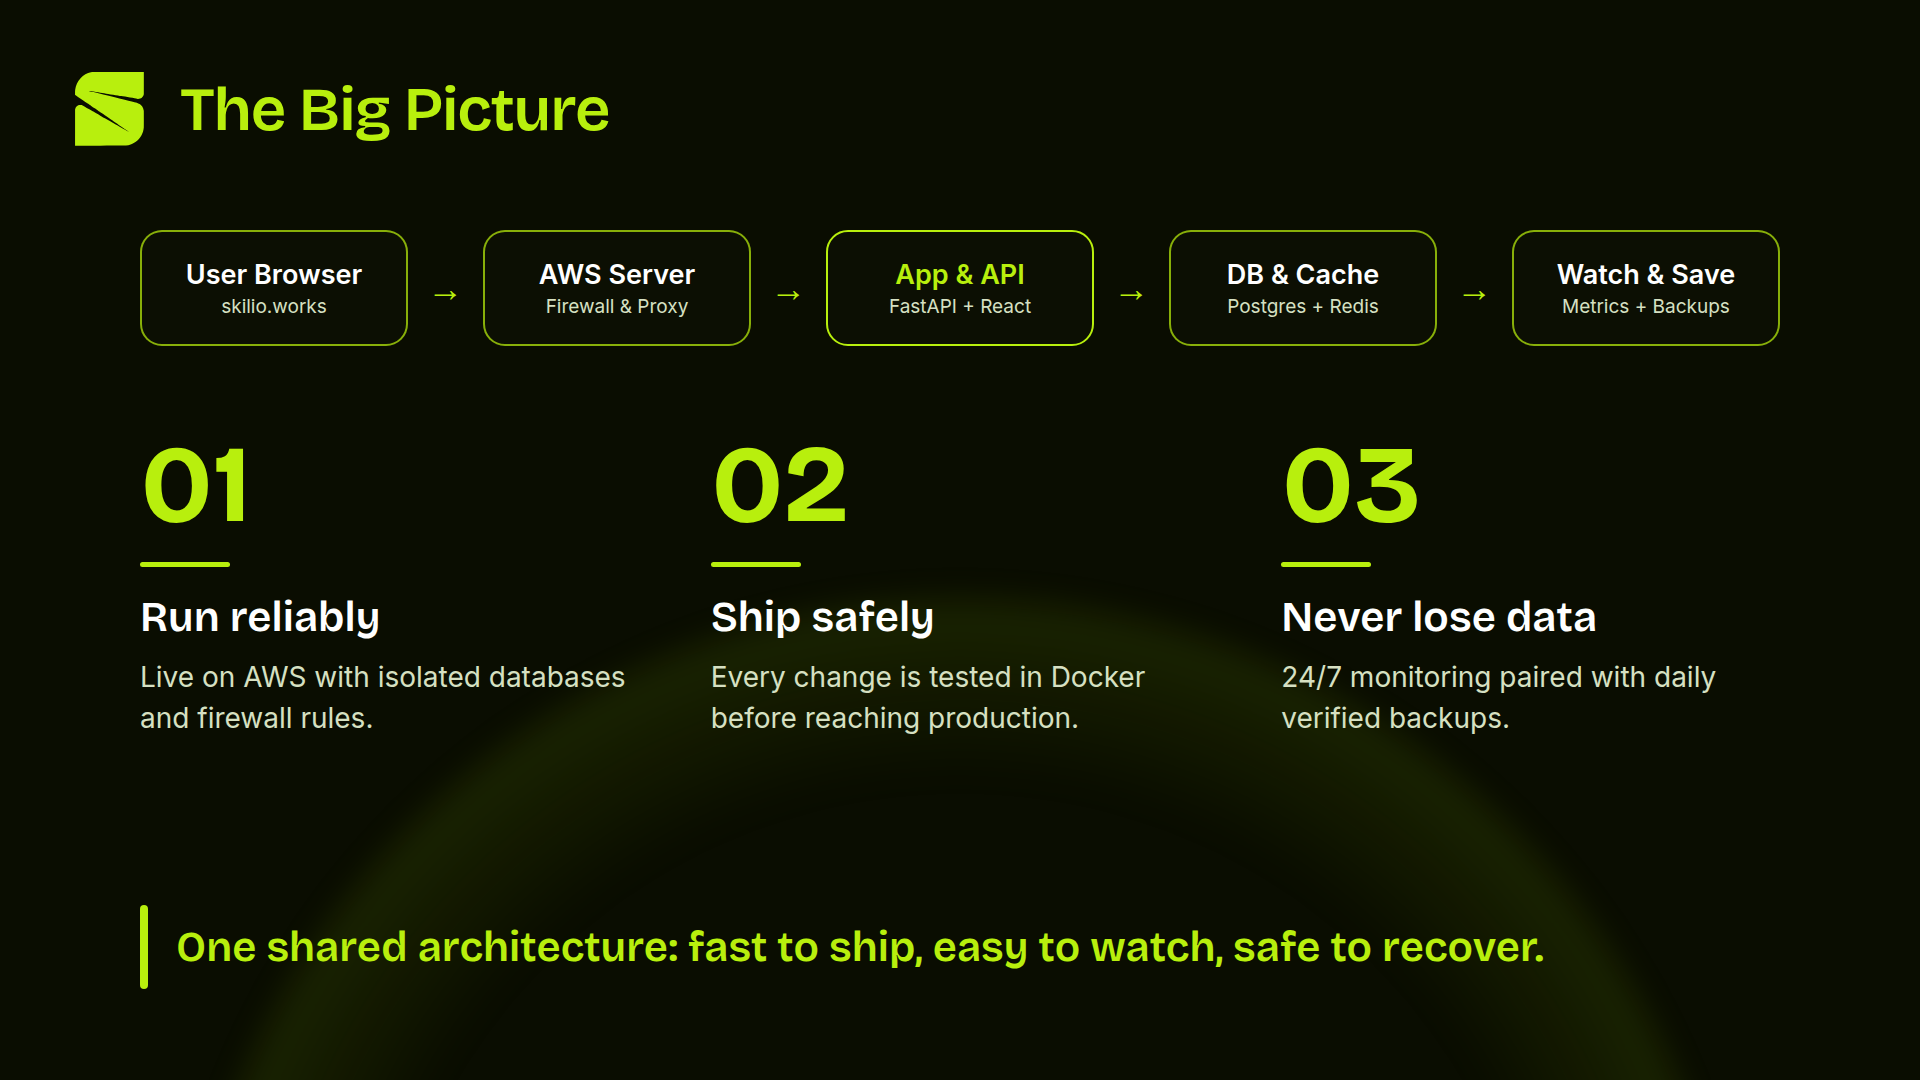 The Big Picture
User Browser
skilio.works
→
AWS Server
Firewall & Proxy
→
App & API
FastAPI + React
→
DB & Cache
Postgres + Redis
→
Watch & Save
Metrics + Backups
01
Run reliably
Live on AWS with isolated databases
and firewall rules.
02
Ship safely
Every change is tested in Docker
before reaching production.
03
Never lose data
24/7 monitoring paired with daily
verified backups.
One shared architecture: fast to ship, easy to watch, safe to recover.